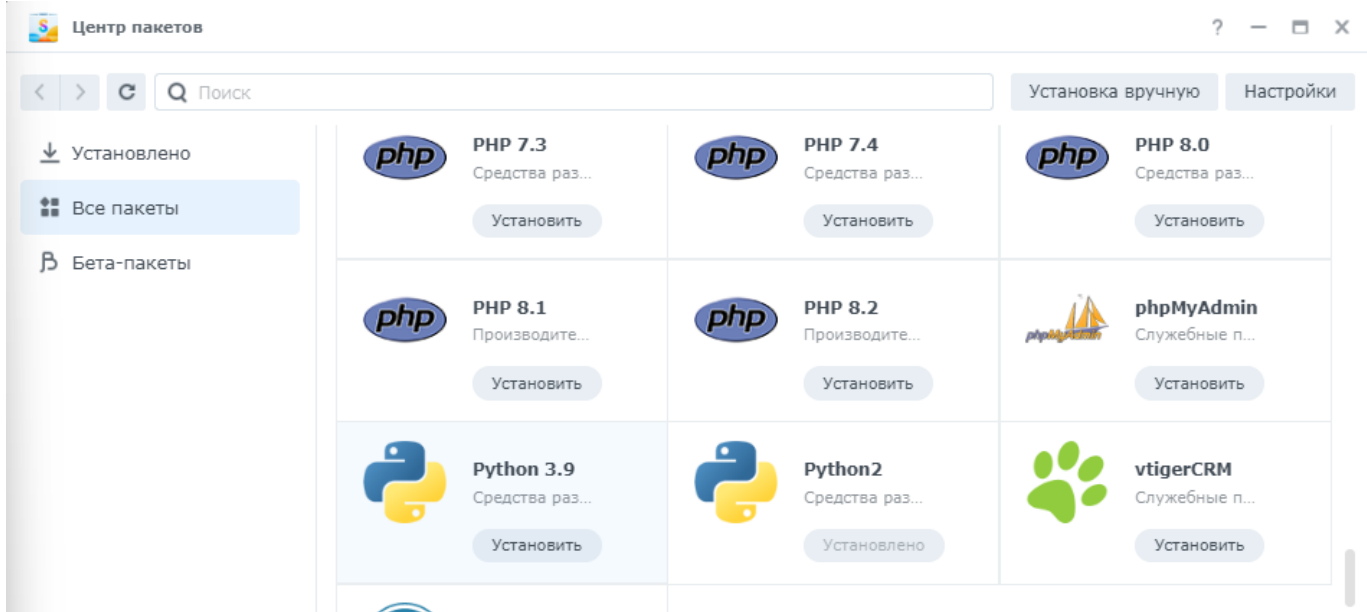 Центр пакетов
Поиск
Установка вручную
Настройки
Установлено
Все пакеты
Бета-пакеты
php
PHP 7.3
Средства раз...
Установить
php
PHP 7.4
Средства раз...
Установить
php
PHP 8.0
Средства раз...
Установить
php
PHP 8.1
Производите...
Установить
php
PHP 8.2
Производите...
Установить
phpMyAdmin
phpMyAdmin
Служебные п...
Установить
Python 3.9
Средства раз...
Установить
Python2
Средства раз...
Установлено
vtigerCRM
Служебные п...
Установить